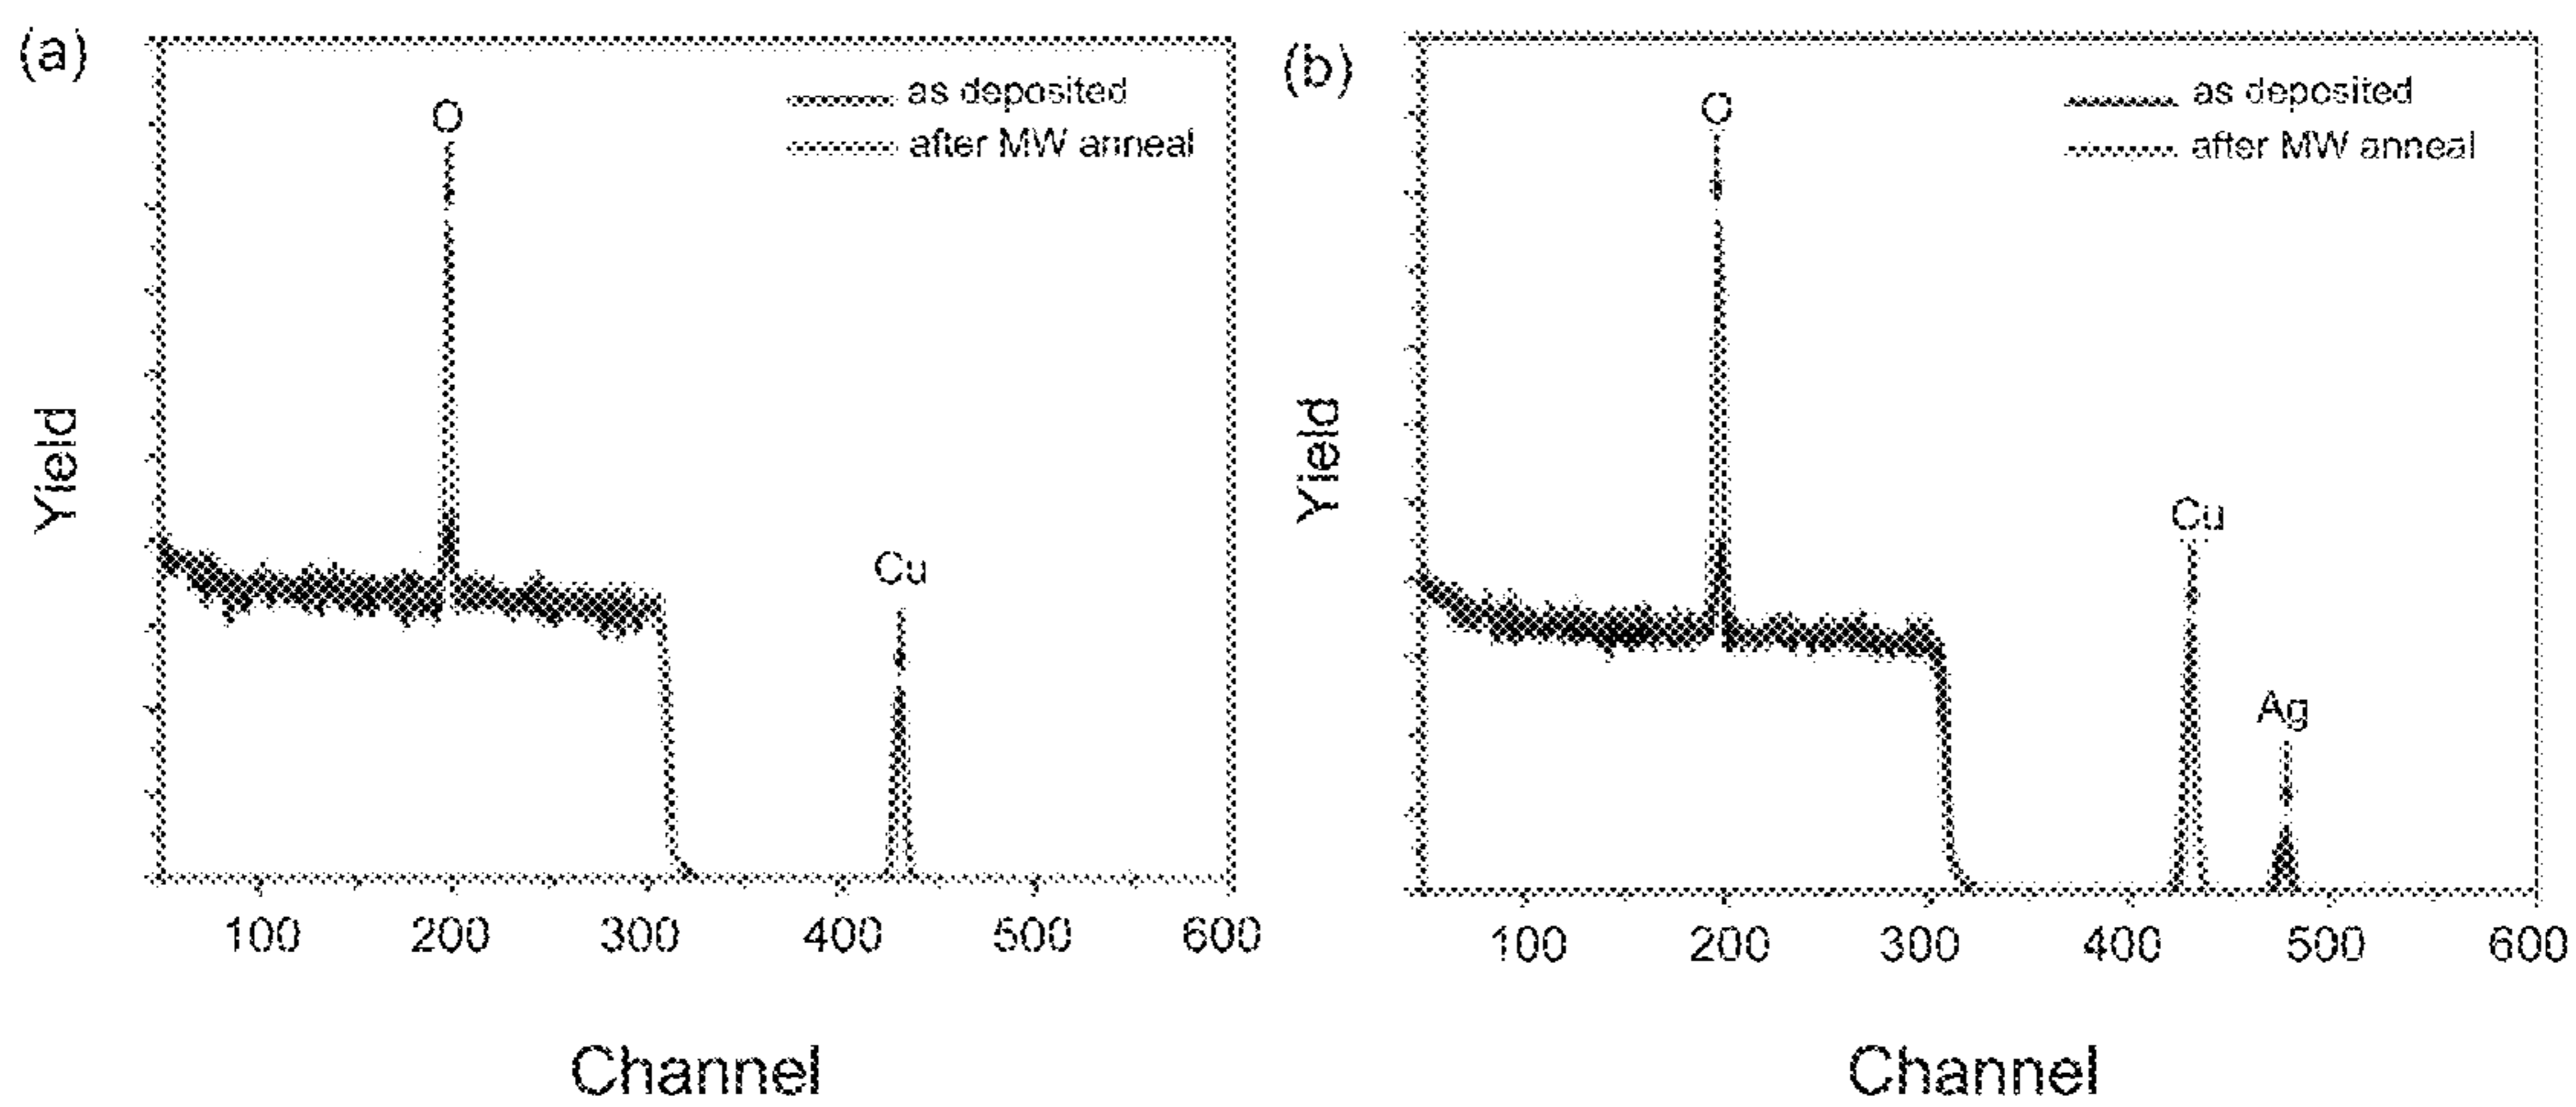 (a)
as deposited
after MW anneal
O
Cu
Yield
100 200 300 400 500 600
Channel
(b)
as deposited
after MW anneal
O
Cu
Ag
Yield
100 200 300 400 500 600
Channel